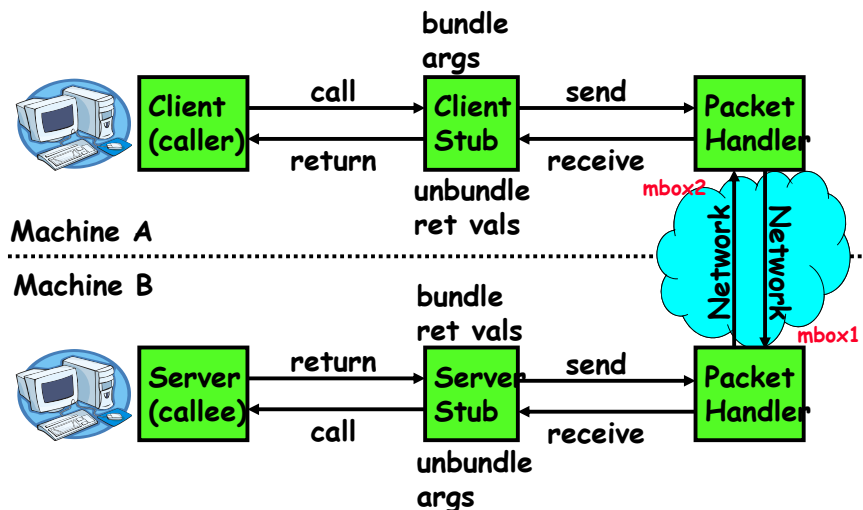 bundle
args
call
send
Client
(caller)
Client
Stub
Packet
Handler
return
receive
unbundle
ret vals
mbox2
Machine A
Network
Network
Machine B
bundle
ret vals
mbox1
return
send
Server
(callee)
Server
Stub
Packet
Handler
call
receive
unbundle
args